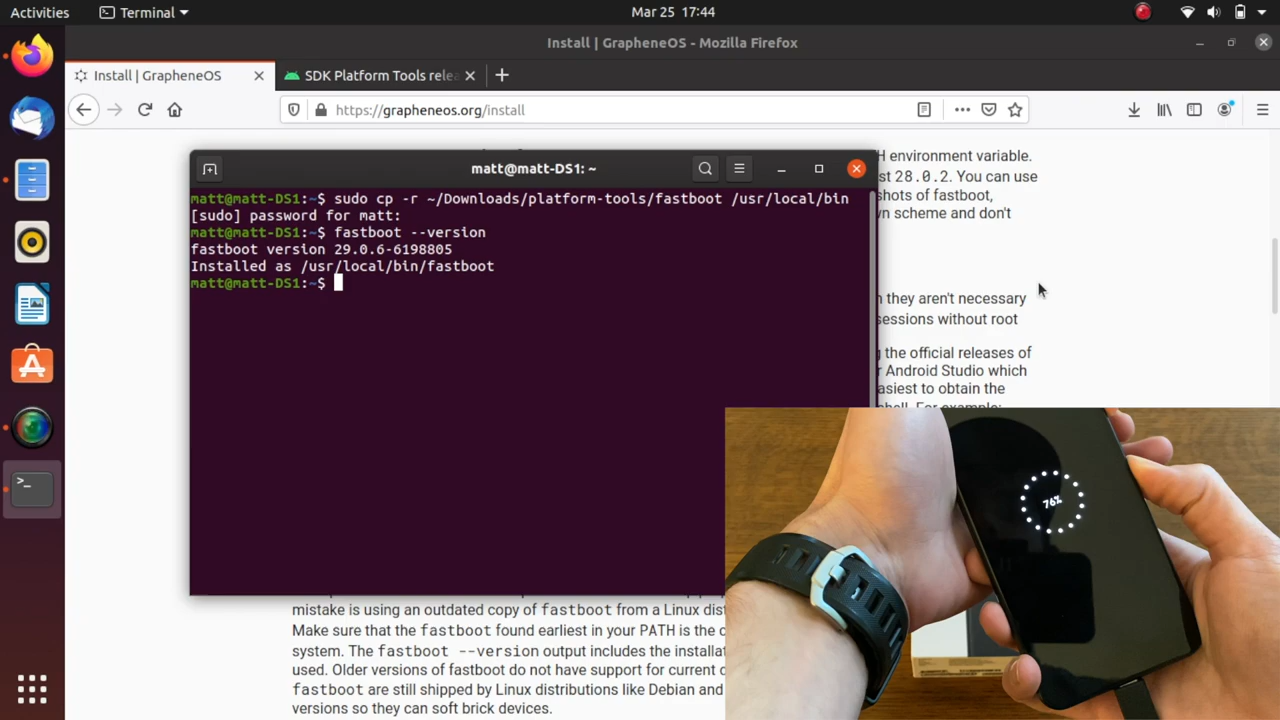 Activities
Terminal
Mar 25 17:44
Install | GrapheneOS - Mozilla Firefox
Install | GrapheneOS
SDK Platform Tools relea
https://grapheneos.org/install
H environment variable.
st 28.0.2. You can use
shots of fastboot,
vn scheme and don't
matt@matt-DS1: ~
matt@matt-DS1:~$ sudo cp -r ~/Downloads/platform-tools/fastboot /usr/local/bin
[sudo] password for matt:
matt@matt-DS1:~$ fastboot --version
fastboot version 29.0.6-6198805
Installed as /usr/local/bin/fastboot
matt@matt-DS1:~$
n they aren't necessary
sessions without root
g the official releases of
r Android Studio which
easiest to obtain the
shell. For example:
76%
mistake is using an outdated copy of fastboot from a Linux dist
Make sure that the fastboot found earliest in your PATH is the c
system. The fastboot --version output includes the installat
used. Older versions of fastboot do not have support for current d
fastboot are still shipped by Linux distributions like Debian and
versions so they can soft brick devices.